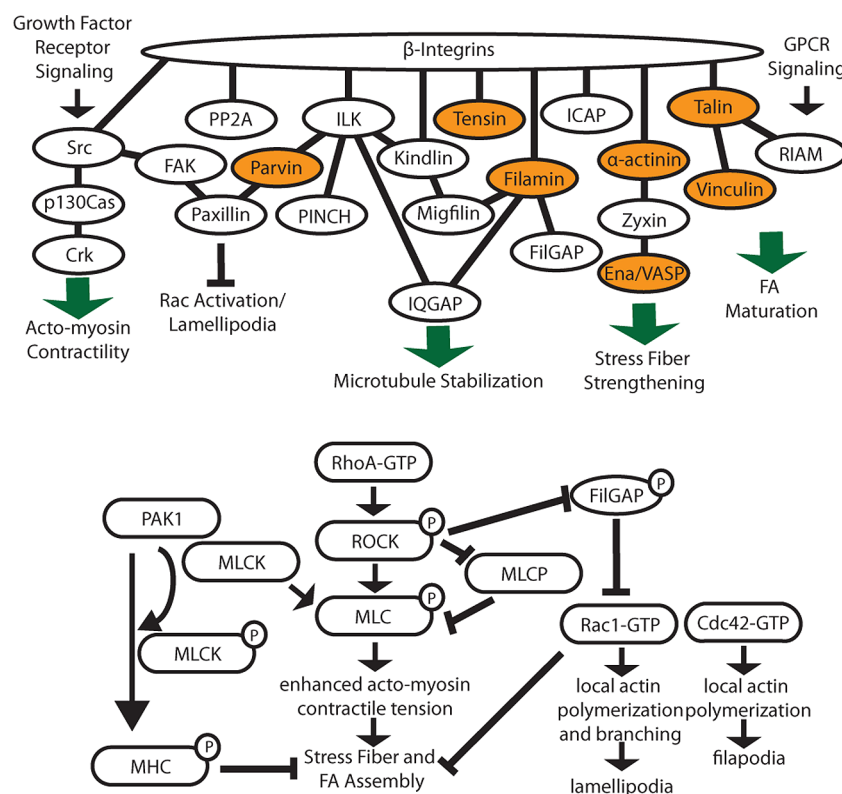 Growth Factor
Receptor
Signaling
β-Integrins
GPCR
Signaling
PP2A
ILK
Tensin
ICAP
Talin
Src
FAK
Parvin
Kindlin
α-actinin
RIAM
Filamin
Vinculin
p130Cas
Paxillin
PINCH
Migfilin
Zyxin
FilGAP
Crk
Ena/VASP
IQGAP
Rac Activation/
Lamellipodia
FA
Maturation
Acto-myosin
Contractility
Microtubule Stabilization
Stress Fiber
Strengthening
RhoA-GTP
P
FilGAP
PAK1
P
ROCK
MLCK
MLCP
P
MLC
Rac1-GTP
Cdc42-GTP
P
MLCK
enhanced acto-myosin
contractile tension
local actin
polymerization
and branching
local actin
polymerization
P
MHC
Stress Fiber and
FA Assembly
filapodia
lamellipodia